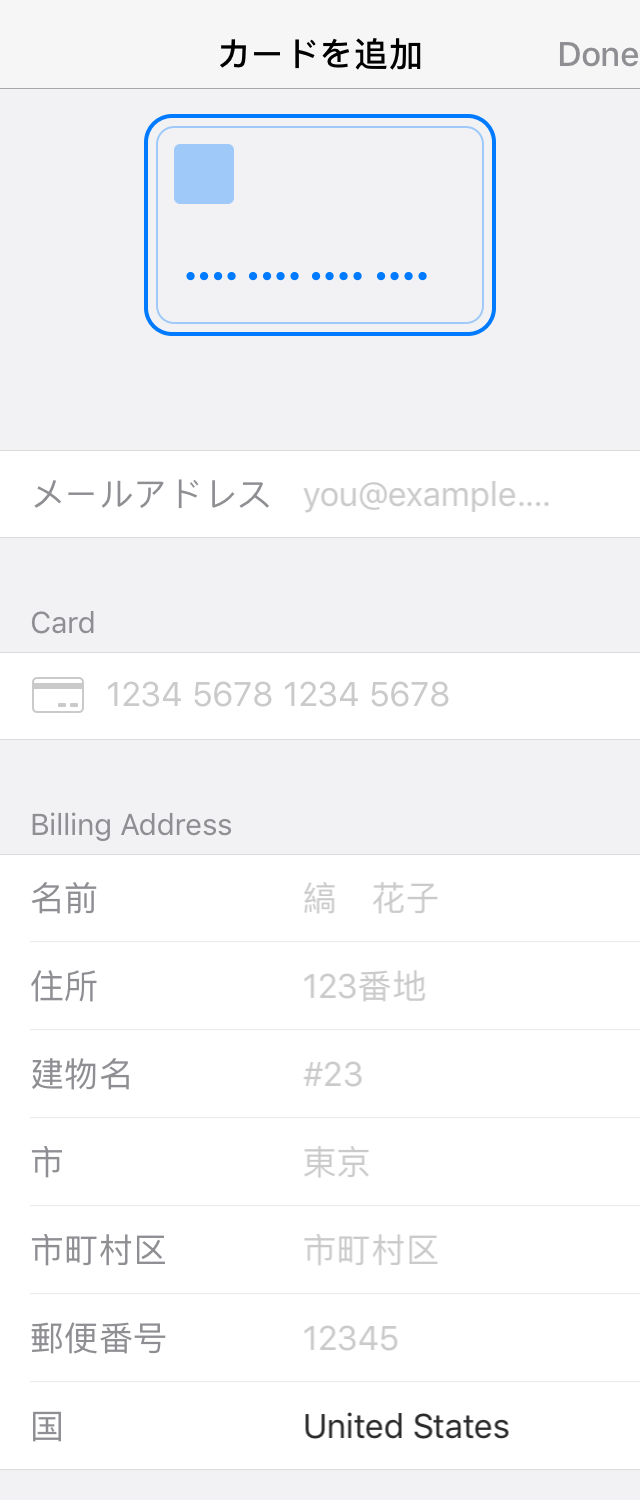 カードを追加 Done
•••• •••• •••• ••••
メールアドレス you@example....
Card
1234 5678 1234 5678
Billing Address
名前 縞　花子
住所 123番地
建物名 #23
市 東京
市町村区 市町村区
郵便番号 12345
国 United States